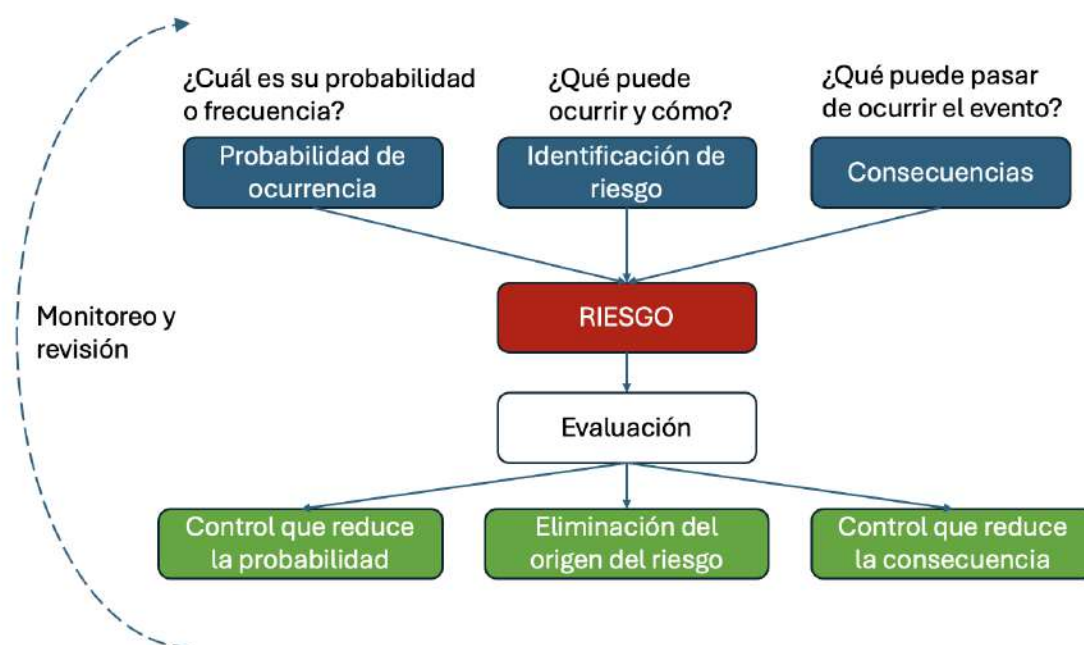 ¿Cuál es su probabilidad
o frecuencia?
¿Qué puede
ocurrir y cómo?
¿Qué puede pasar
de ocurrir el evento?
Probabilidad de
ocurrencia
Identificación de
riesgo
Consecuencias
RIESGO
Monitoreo y
revisión
Evaluación
Control que reduce
la probabilidad
Eliminación del
origen del riesgo
Control que reduce
la consecuencia